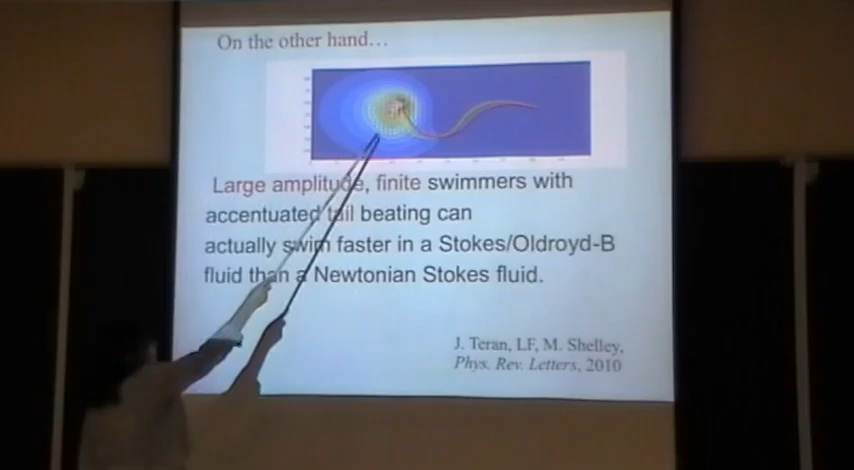 On the other hand…
Large amplitude, finite swimmers with
accentuated tail beating can
actually swim faster in a Stokes/Oldroyd-B
fluid than a Newtonian Stokes fluid.
J. Teran, LF, M. Shelley,
Phys. Rev. Letters, 2010